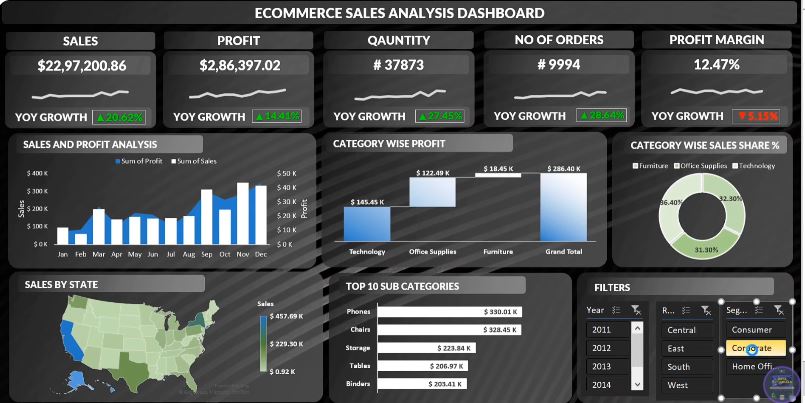 ECOMMERCE SALES ANALYSIS DASHBOARD
SALES
$22,97,200.86
YOY GROWTH ▲20.62%
PROFIT
$2,86,397.02
YOY GROWTH ▲14.41%
QAUNTITY
# 37873
YOY GROWTH ▲27.45%
NO OF ORDERS
# 9994
YOY GROWTH ▲28.64%
PROFIT MARGIN
12.47%
YOY GROWTH ▼5.15%
SALES AND PROFIT ANALYSIS
Sum of Profit Sum of Sales
Sales
$ 400 K
$ 300 K
$ 200 K
$ 100 K
$ 0 K
$ 50 K
$ 40 K
$ 30 K
$ 20 K
$ 10 K
$ 0 K
Profit
Jan Feb Mar Apr May Jun Jul Aug Sep Oct Nov Dec
CATEGORY WISE PROFIT
$ 145.45 K
$ 122.49 K
$ 18.45 K
$ 286.40 K
Technology Office Supplies Furniture Grand Total
CATEGORY WISE SALES SHARE %
Furniture Office Supplies Technology
36.40%
32.30%
31.30%
SALES BY STATE
Sales
$ 457.69 K
$ 229.30 K
$ 0.92 K
TOP 10 SUB CATEGORIES
Phones $ 330.01 K
Chairs $ 328.45 K
Storage $ 223.84 K
Tables $ 206.97 K
Binders $ 203.41 K
FILTERS
Year
2011
2012
2013
2014
R...
Central
East
South
West
Seg...
Consumer
Corporate
Home Offi...